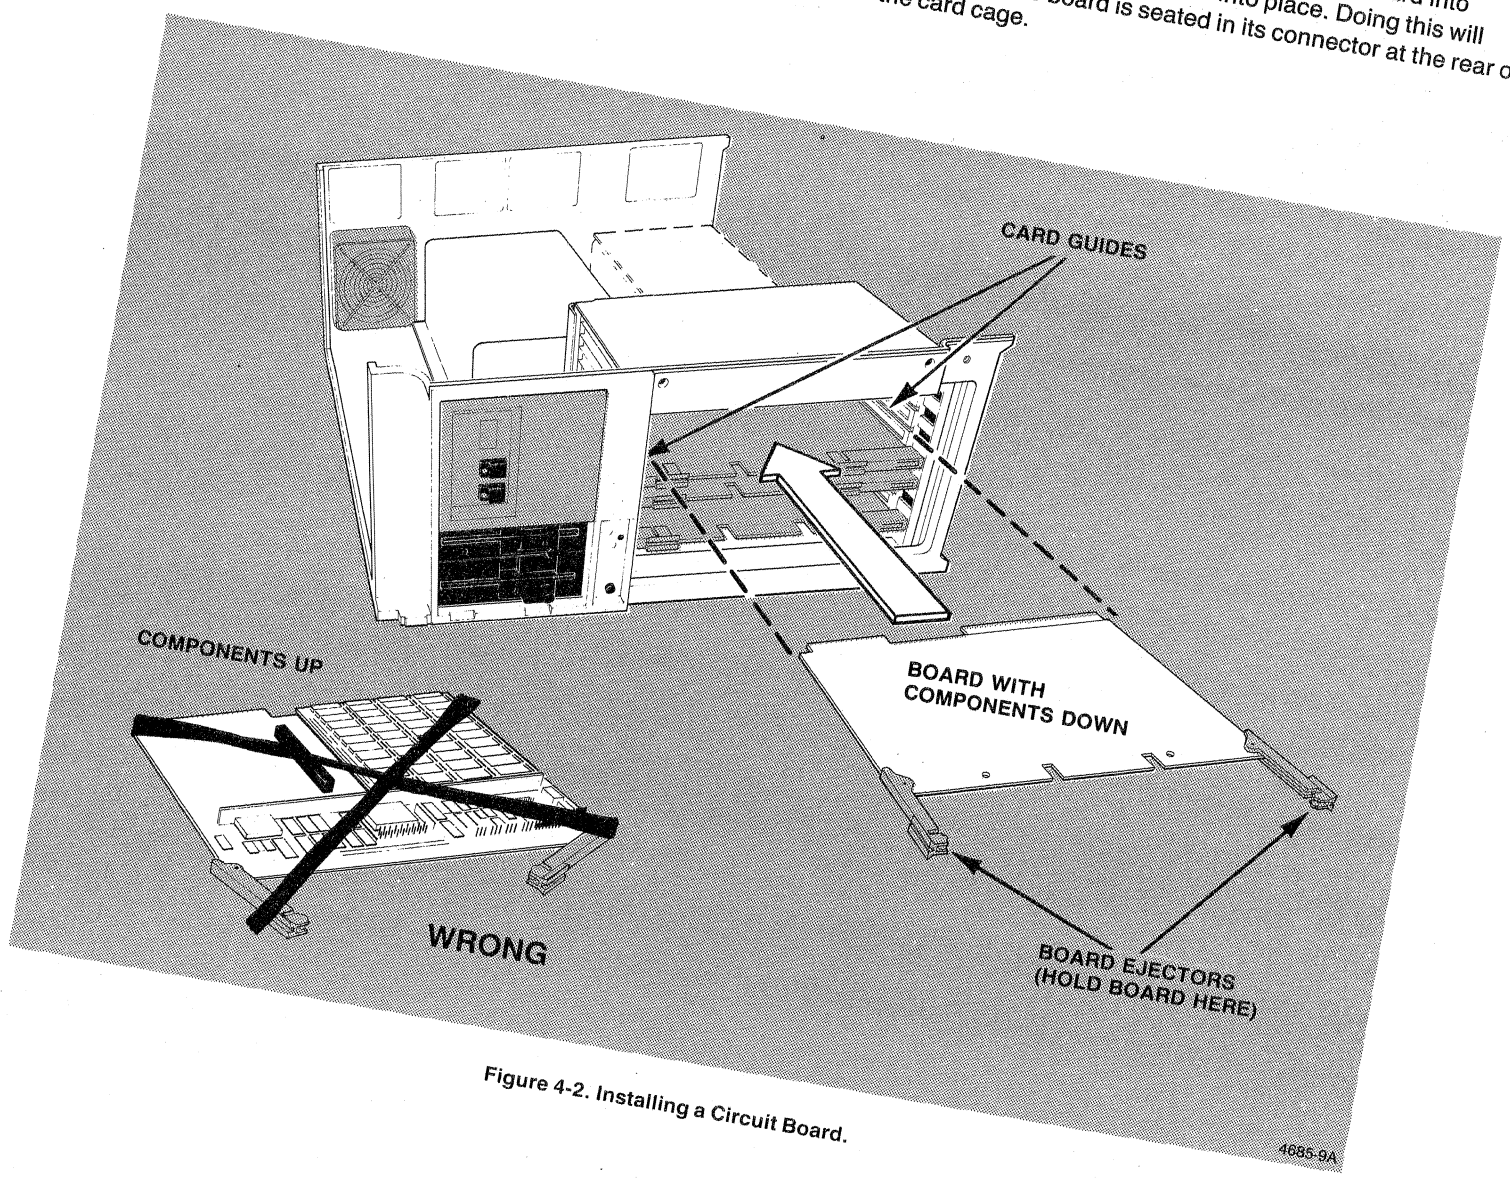 into place. Doing this will
board is seated in its connector at the rear
the card cage.
CARD GUIDES
COMPONENTS UP
BOARD WITH
COMPONENTS DOWN
WRONG
BOARD EJECTORS
(HOLD BOARD HERE)
Figure 4-2. Installing a Circuit Board.
4685-9A